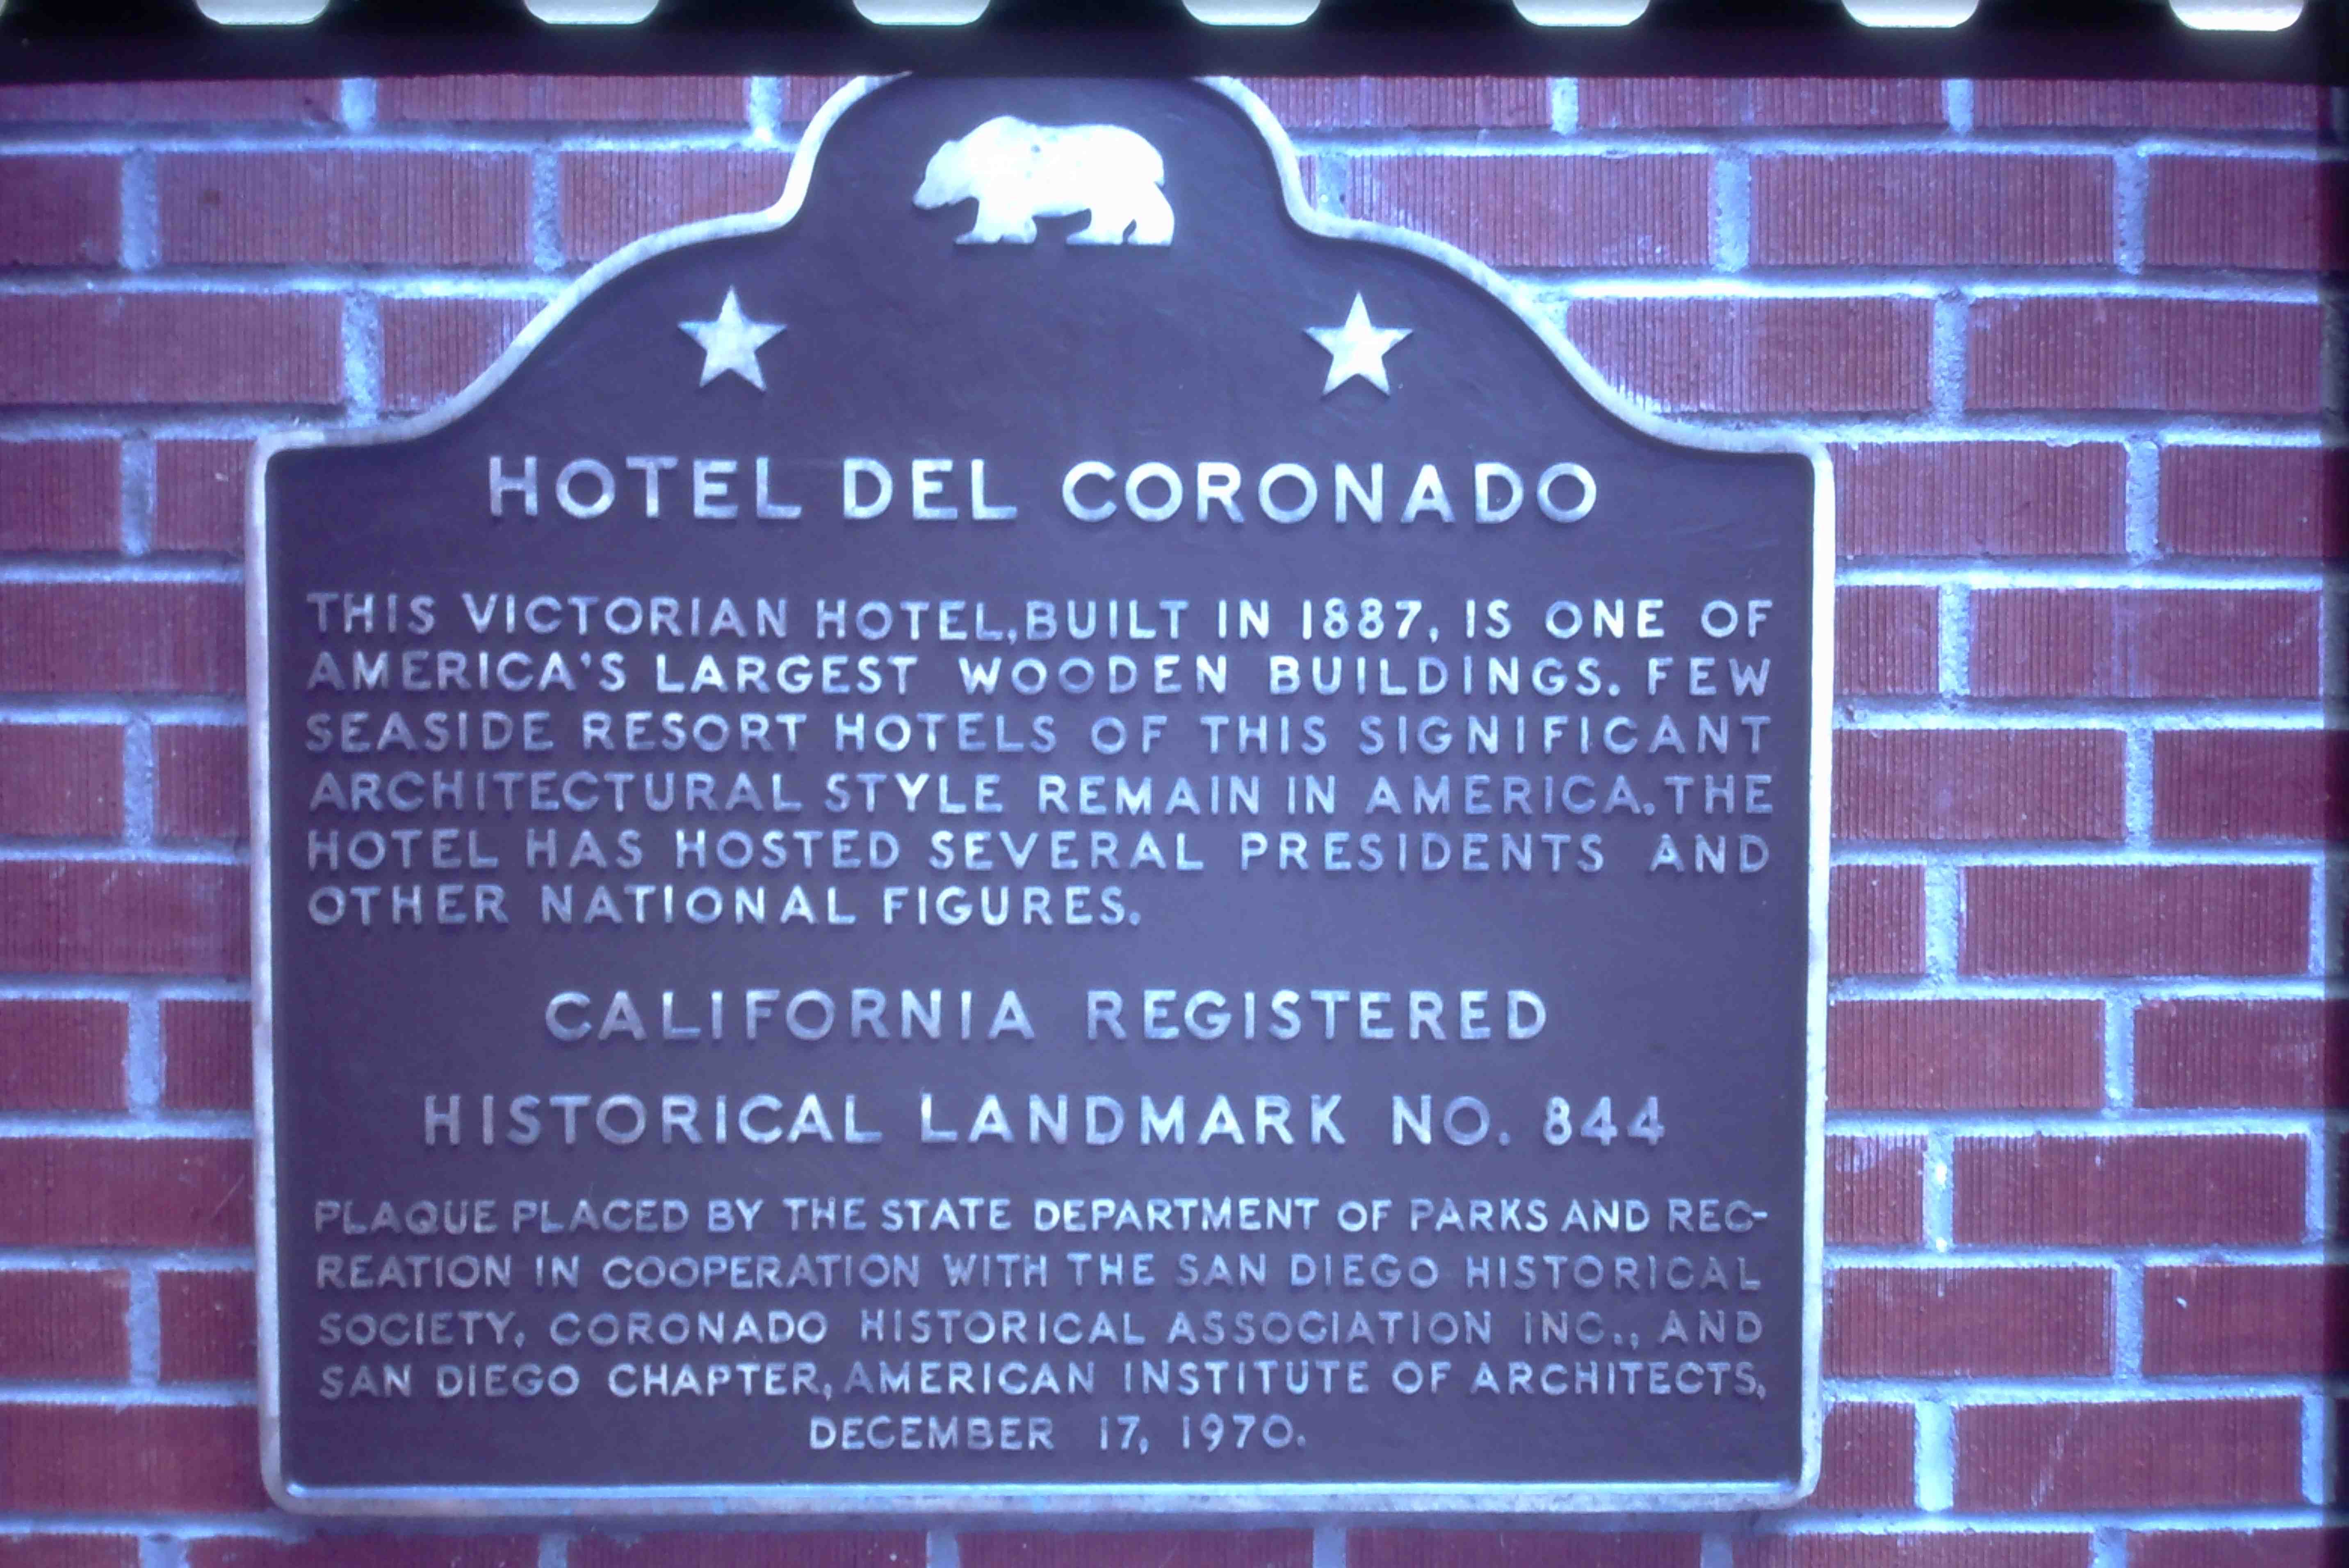 HOTEL DEL CORONADO
THIS VICTORIAN HOTEL, BUILT IN 1887, IS ONE OF
AMERICA'S LARGEST WOODEN BUILDINGS. FEW
SEASIDE RESORT HOTELS OF THIS SIGNIFICANT
ARCHITECTURAL STYLE REMAIN IN AMERICA. THE
HOTEL HAS HOSTED SEVERAL PRESIDENTS AND
OTHER NATIONAL FIGURES.
CALIFORNIA REGISTERED
HISTORICAL LANDMARK NO. 844
PLAQUE PLACED BY THE STATE DEPARTMENT OF PARKS AND REC-
REATION IN COOPERATION WITH THE SAN DIEGO HISTORICAL
SOCIETY, CORONADO HISTORICAL ASSOCIATION INC., AND
SAN DIEGO CHAPTER, AMERICAN INSTITUTE OF ARCHITECTS,
DECEMBER 17, 1970.